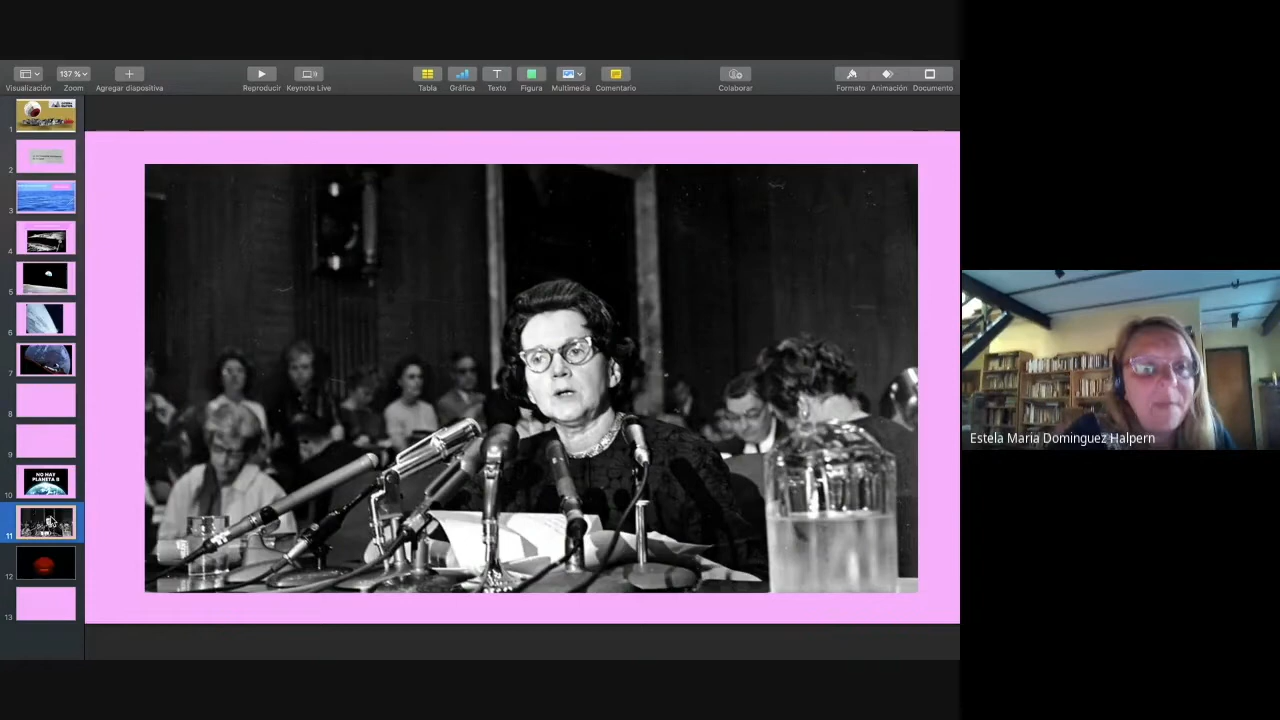 137 %
Visualización
Zoom
Agregar diapositiva
Reproducir
Keynote Live
Tabla
Gráfica
Texto
Figura
Multimedia
Comentario
Colaborar
Formato
Animación
Documento
1
2
3
4
5
6
7
8
9
10
NO HAY
PLANETA B
11
12
13
Estela Maria Dominguez Halpern